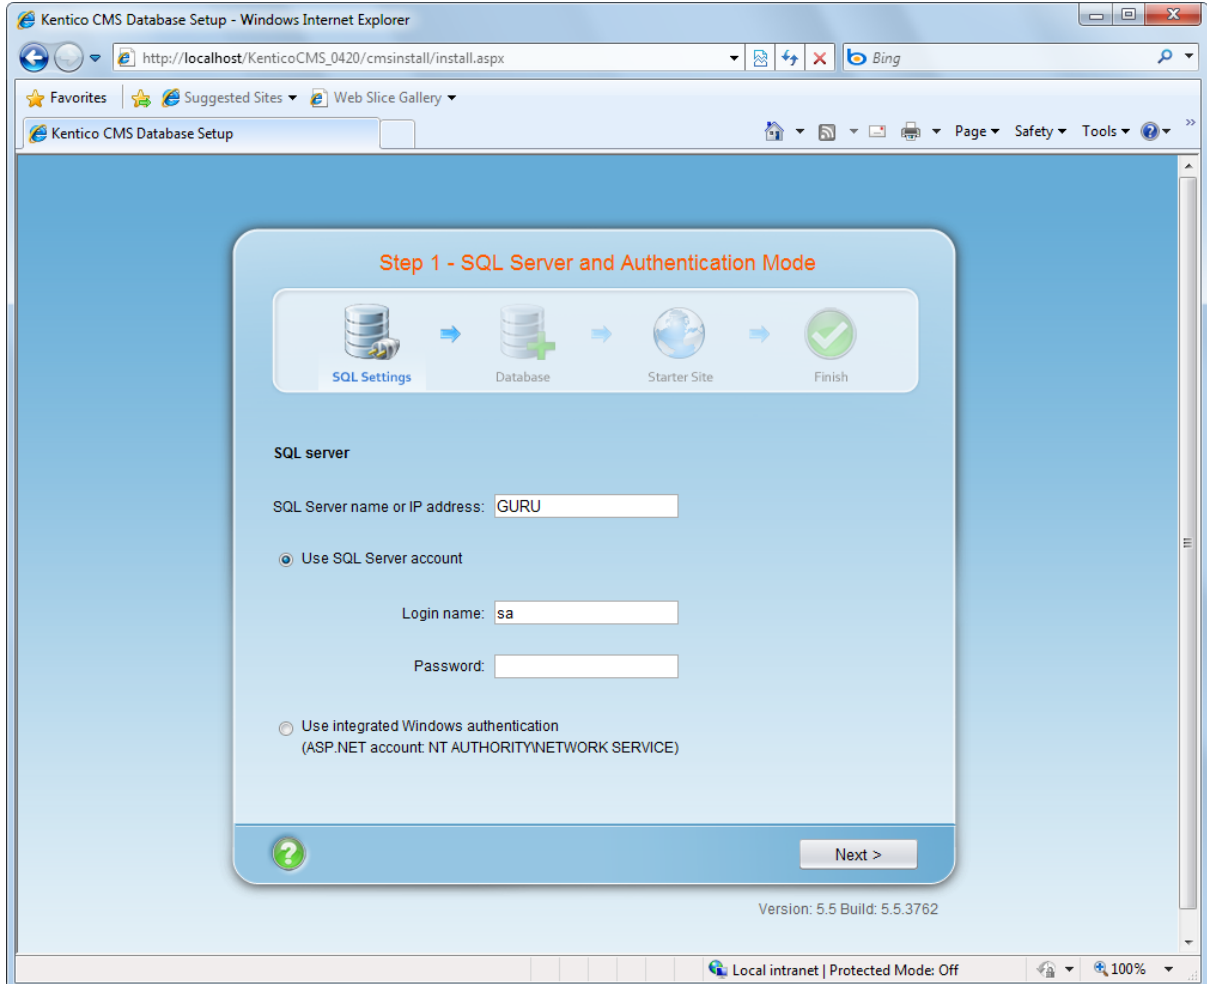 Kentico CMS Database Setup - Windows Internet Explorer
http://localhost/KenticoCMS_0420/cmsinstall/install.aspx
Bing
Favorites Suggested Sites Web Slice Gallery
Kentico CMS Database Setup
Page Safety Tools
Step 1 - SQL Server and Authentication Mode
SQL Settings Database Starter Site Finish
SQL server
SQL Server name or IP address: GURU
Use SQL Server account
Login name: sa
Password:
Use integrated Windows authentication
(ASP.NET account: NT AUTHORITY\NETWORK SERVICE)
Next >
Version: 5.5 Build: 5.5.3762
Local intranet | Protected Mode: Off 100%